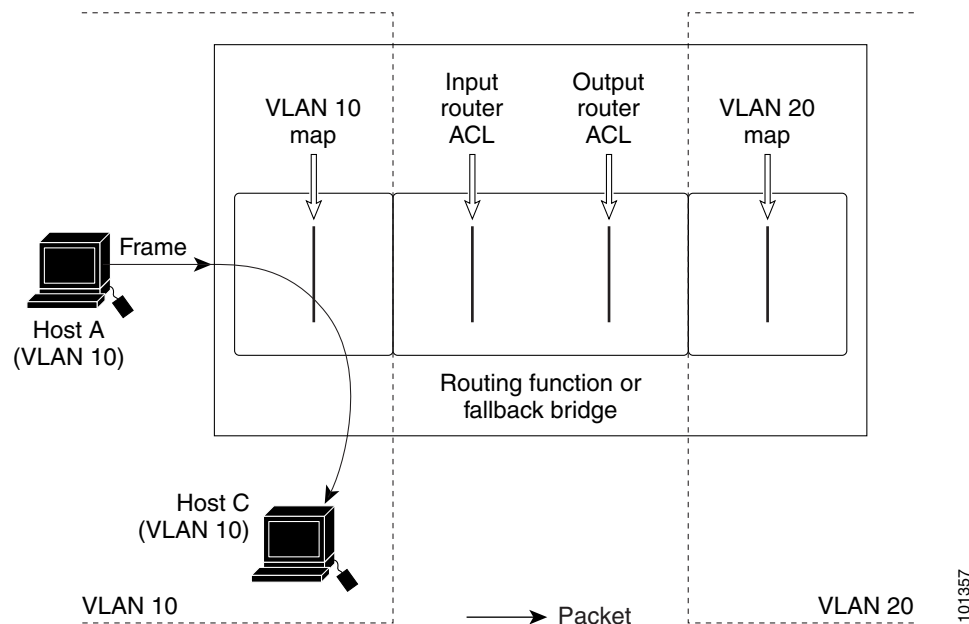 VLAN 10
map
Input
router
ACL
Output
router
ACL
VLAN 20
map
Frame
Host A
(VLAN 10)
Routing function or
fallback bridge
Host C
(VLAN 10)
VLAN 10
Packet
VLAN 20
101357